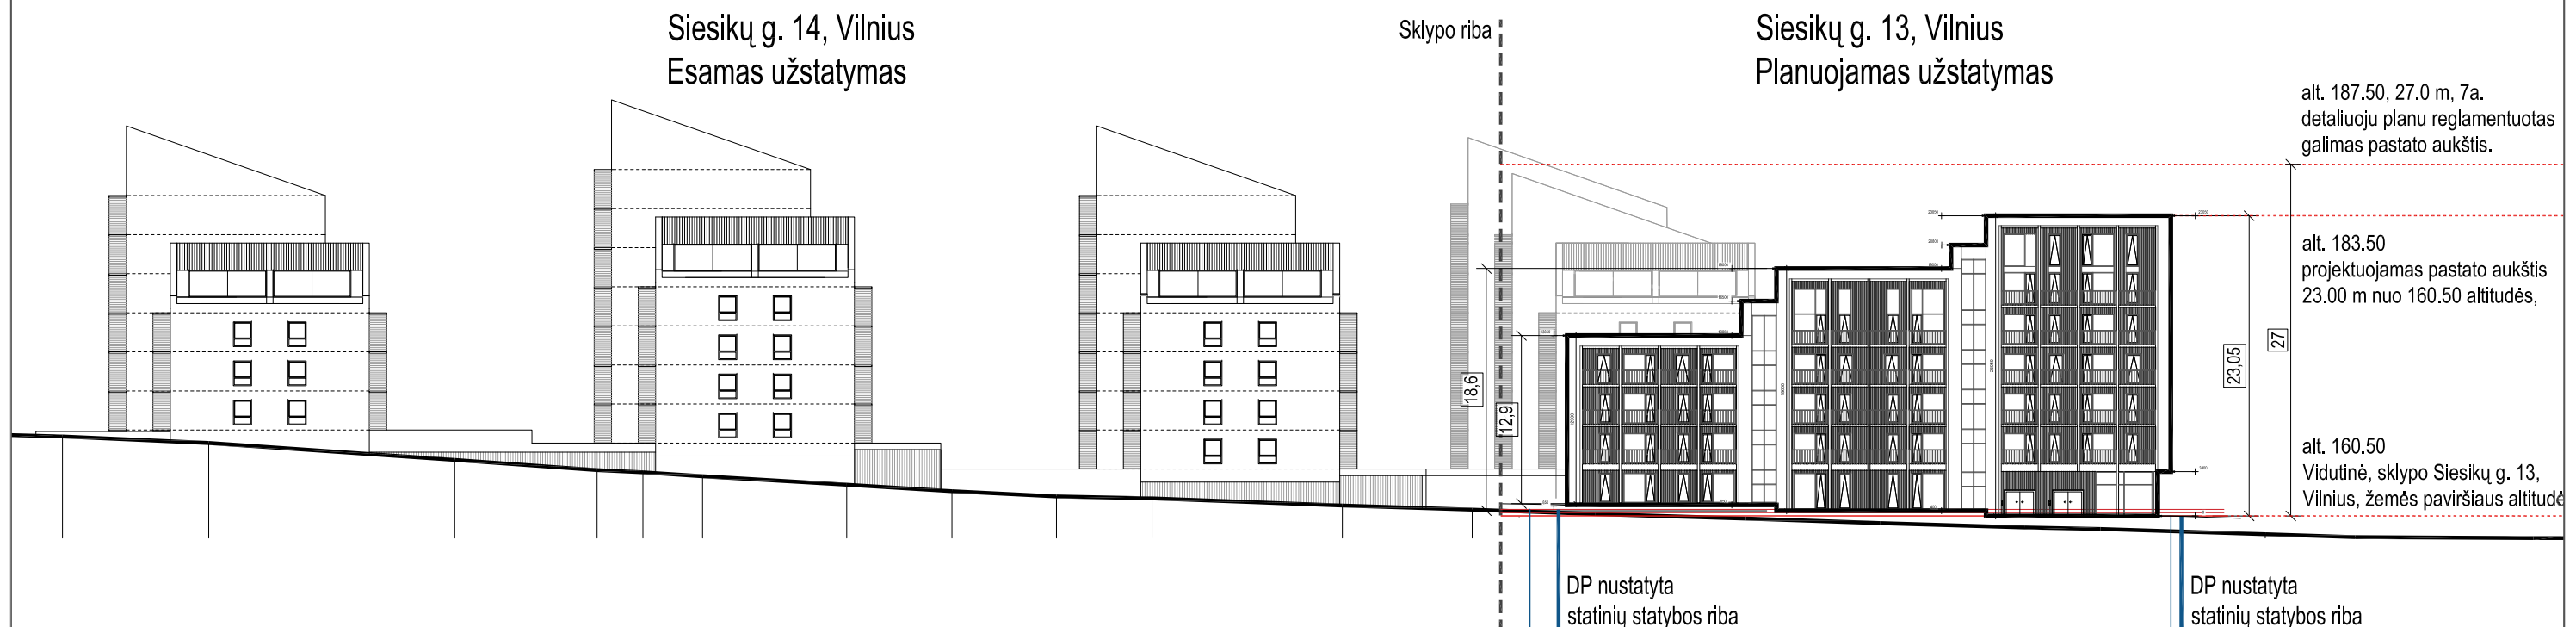 Siesikų g. 14, Vilnius
Esamas užstatymas
Sklypo riba
Siesikų g. 13, Vilnius
Planuojamas užstatymas
alt. 187.50, 27.0 m, 7a.
detaliuoju planu reglamentuotas
galimas pastato aukštis.
alt. 183.50
projektuojamas pastato aukštis
23.00 m nuo 160.50 altitudės,
27
23,05
18,6
12,9
alt. 160.50
Vidutinė, sklypo Siesikų g. 13,
Vilnius, žemės paviršiaus altitudė
DP nustatyta
statinių statybos riba
DP nustatyta
statinių statybos riba